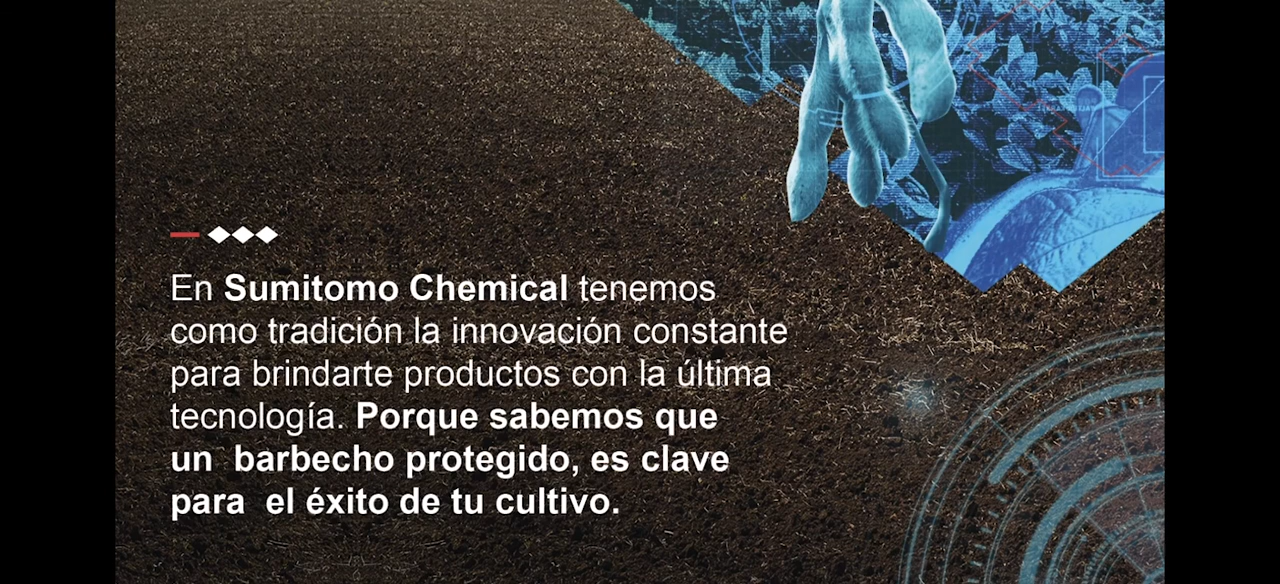 En Sumitomo Chemical tenemos
como tradición la innovación constante
para brindarte productos con la última
tecnología. Porque sabemos que
un  barbecho protegido, es clave
para  el éxito de tu cultivo.